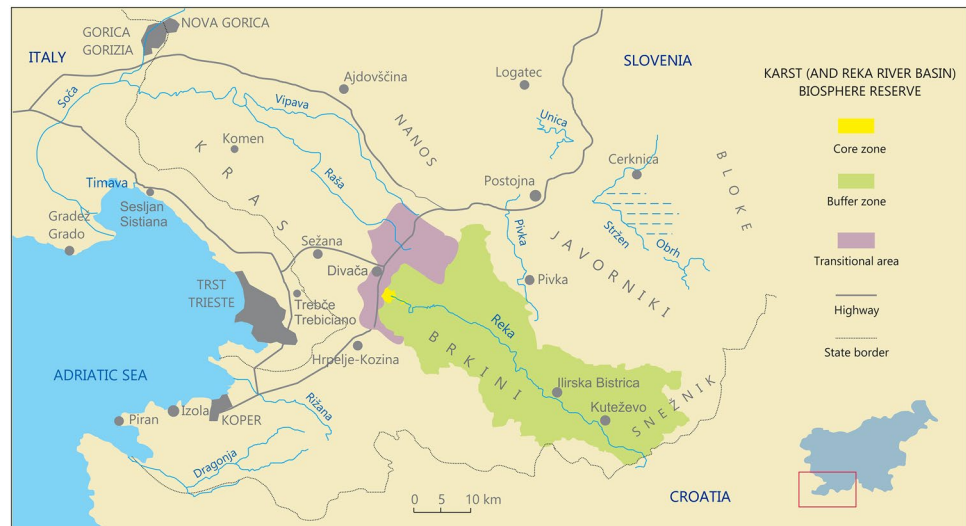 NOVA GORICA
GORICA
GORIZIA
ITALY
SLOVENIA
KARST (AND REKA RIVER BASIN)
BIOSPHERE RESERVE
Core zone
Buffer zone
Transitional area
Highway
State border
Logatec
Ajdovščina
Soča
Vipava
Unica
NANOS
Komen
KRAS
Raša
Cerknica
BLOKE
Timava
Sesljan
Sistiana
Postojna
Gradež
Grado
Pivka
JAVORNIKI
Stržen
Obrh
Sežana
Divača
Pivka
TRST
TRIESTE
Trebče
Trebiciano
Reka
Hrpelje-Kozina
BRKINI
ADRIATIC SEA
Ilirska Bistrica
SNEŽNIK
Kuteževo
Izola
Piran
KOPER
Rižana
Dragonja
0 5 10 km
CROATIA